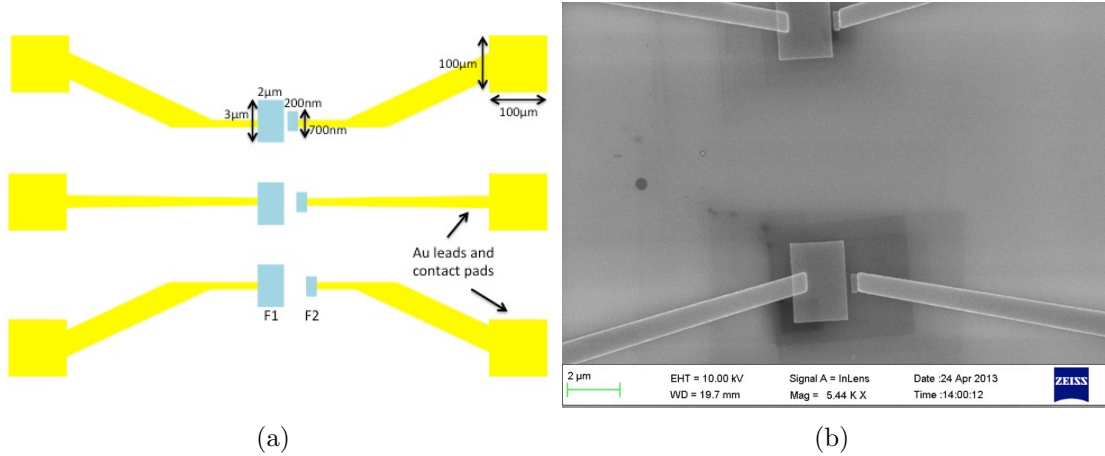 100µm
2µm
200nm
3µm
700nm
100µm
Au leads and
contact pads
F1
F2
2 µm
EHT = 10.00 kV
Signal A = InLens
Date :24 Apr 2013
ZEISS
WD = 19.7 mm
Mag = 5.44 K X
Time :14:00:12
(a)
(b)